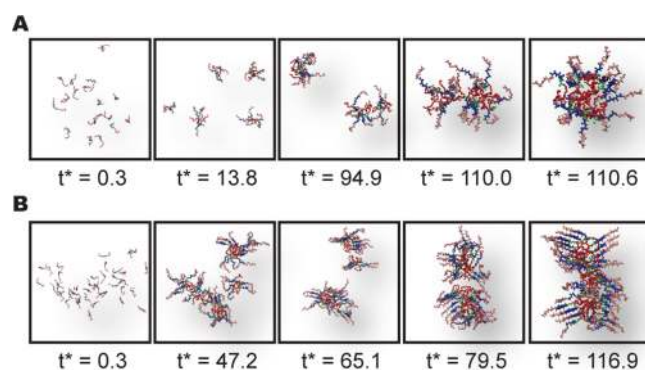 A
t* = 0.3 t* = 13.8 t* = 94.9 t* = 110.0 t* = 110.6
B
t* = 0.3 t* = 47.2 t* = 65.1 t* = 79.5 t* = 116.9